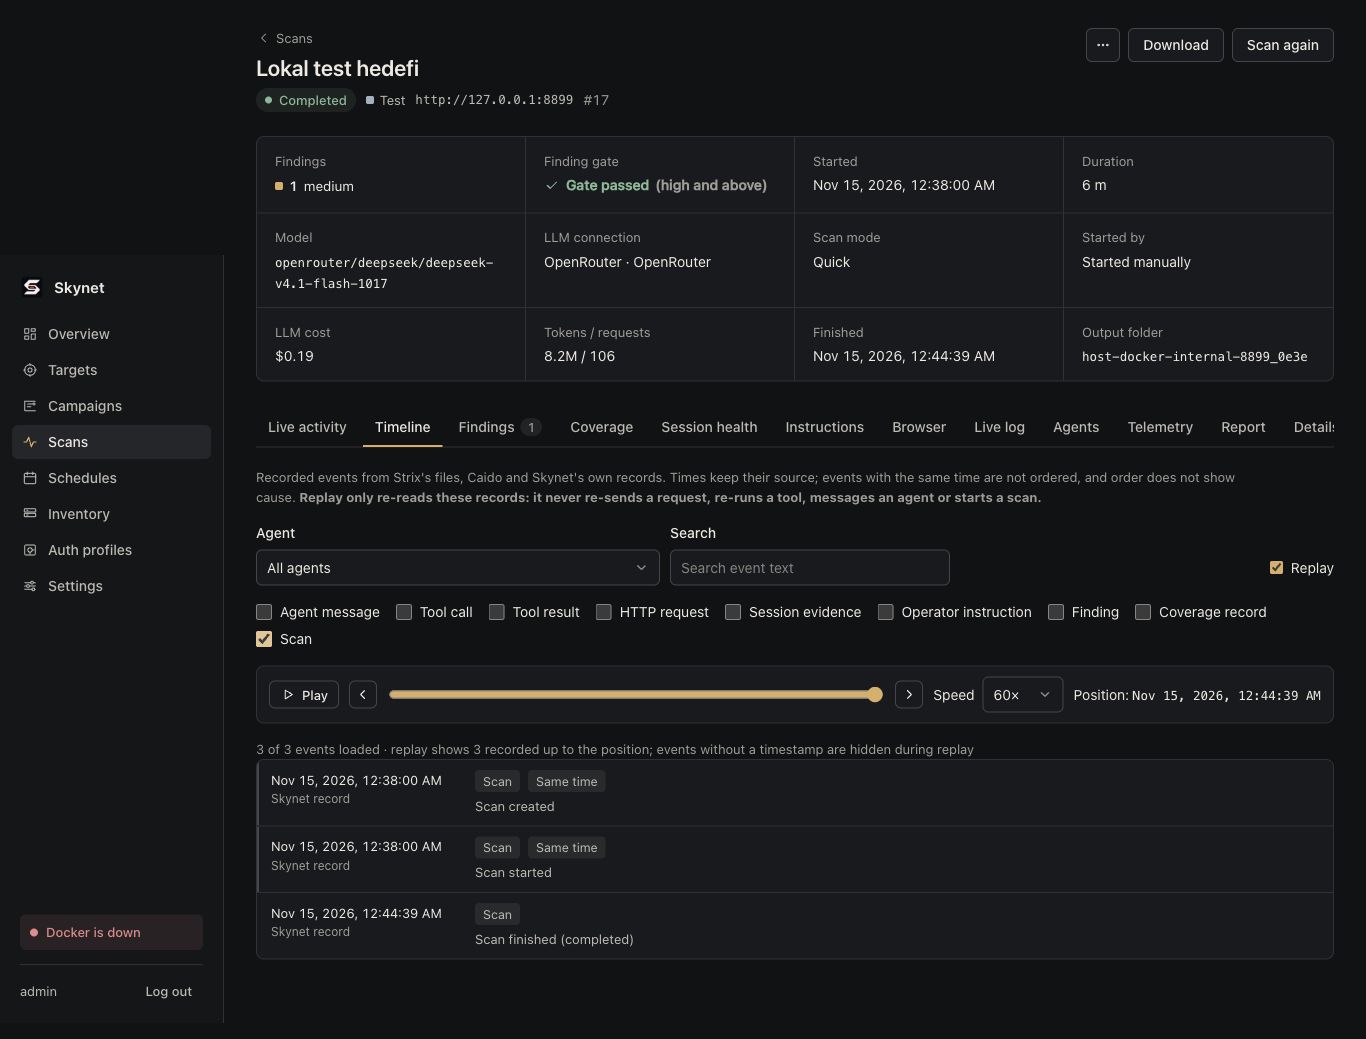 Scans
Lokal test hedefi
Completed Test http://127.0.0.1:8899 #17
... Download Scan again
Findings
1 medium
Finding gate
Gate passed (high and above)
Started
Nov 15, 2026, 12:38:00 AM
Duration
6 m
Model
openrouter/deepseek/deepseek-
v4.1-flash-1017
LLM connection
OpenRouter · OpenRouter
Scan mode
Quick
Started by
Started manually
LLM cost
$0.19
Tokens / requests
8.2M / 106
Finished
Nov 15, 2026, 12:44:39 AM
Output folder
host-docker-internal-8899_0e3e
Skynet
Overview
Targets
Campaigns
Scans
Schedules
Inventory
Auth profiles
Settings
Docker is down
admin Log out
Live activity Timeline Findings 1 Coverage Session health Instructions Browser Live log Agents Telemetry Report Details
Recorded events from Strix's files, Caido and Skynet's own records. Times keep their source; events with the same time are not ordered, and order does not show
cause. Replay only re-reads these records: it never re-sends a request, re-runs a tool, messages an agent or starts a scan.
Agent
All agents
Search
Search event text
Replay
Agent message Tool call Tool result HTTP request Session evidence Operator instruction Finding Coverage record
Scan
Play Speed 60× Position: Nov 15, 2026, 12:44:39 AM
3 of 3 events loaded · replay shows 3 recorded up to the position; events without a timestamp are hidden during replay
Nov 15, 2026, 12:38:00 AM
Skynet record
Scan Same time
Scan created
Nov 15, 2026, 12:38:00 AM
Skynet record
Scan Same time
Scan started
Nov 15, 2026, 12:44:39 AM
Skynet record
Scan
Scan finished (completed)